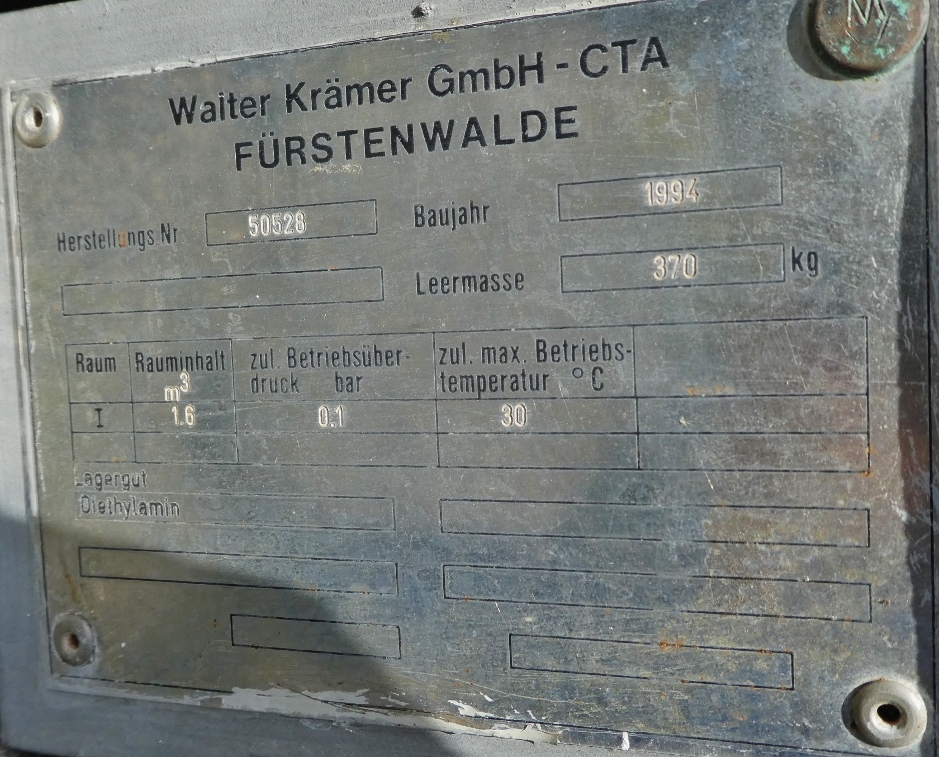 Walter Krämer GmbH - CTA
FÜRSTENWALDE
Herstellungs Nr 50528 Baujahr 1994
Leermasse 370 kg
Raum Rauminhalt m³ zul. Betriebsüber-druck bar zul. max. Betriebs-temperatur °C
I 1.6 0.1 30
Lagergut
Diethylamin